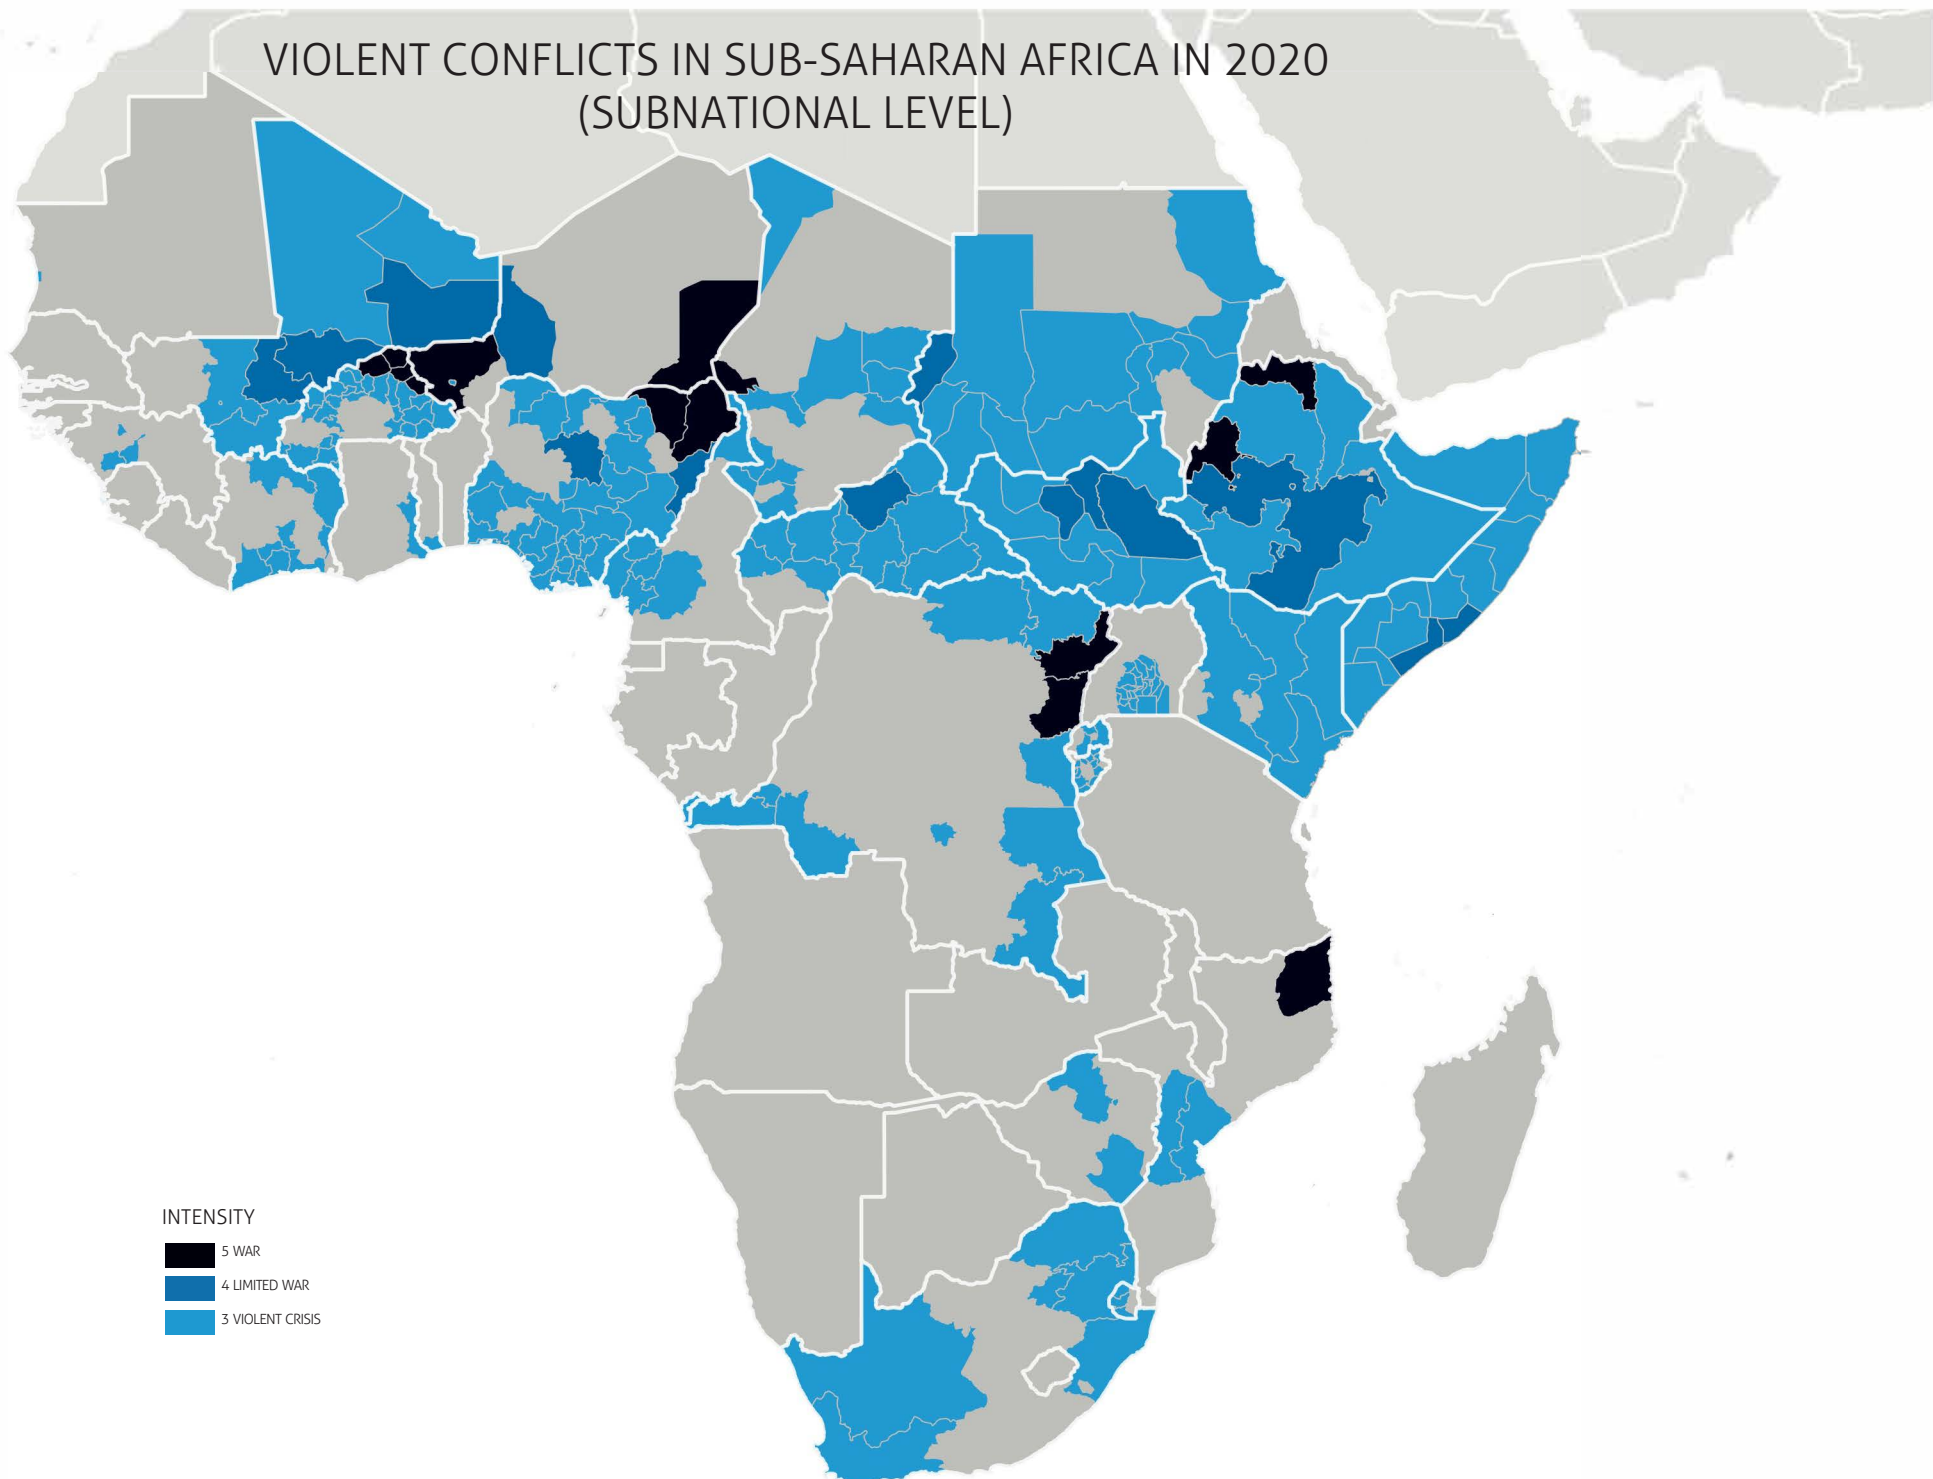 VIOLENT CONFLICTS IN SUB-SAHARAN AFRICA IN 2020
(SUBNATIONAL LEVEL)
INTENSITY
5 WAR
4 LIMITED WAR
3 VIOLENT CRISIS